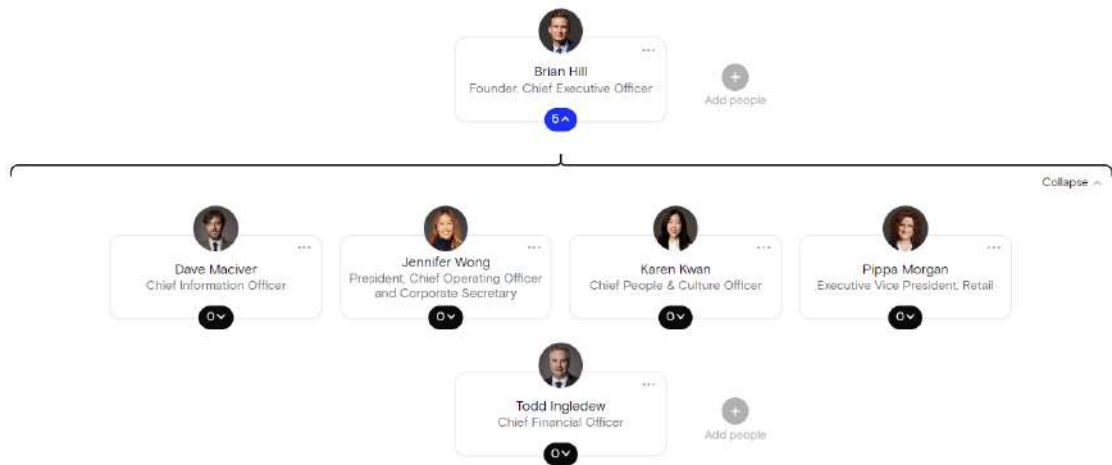 Brian Hill
Founder, Chief Executive Officer
Add people
5
Collapse
Dave Maciver
Chief Information Officer
0
Jennifer Wong
President, Chief Operating Officer
and Corporate Secretary
0
Karen Kwan
Chief People & Culture Officer
0
Pippa Morgan
Executive Vice President, Retail
0
Todd Ingledew
Chief Financial Officer
Add people
0